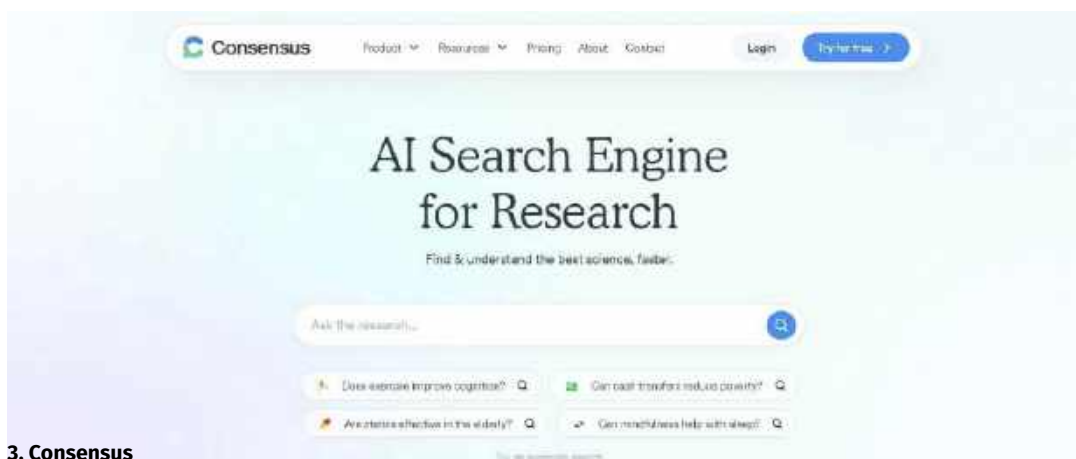 Consensus
Product Resources Pricing About Contact
Login
Try for free
AI Search Engine
for Research
Find & understand the best science, faster.
Ask the research...
Does exercise improve cognition?
Can cash transfers reduce poverty?
Are statins effective in the elderly?
Can mindfulness help with sleep?
3. Consensus